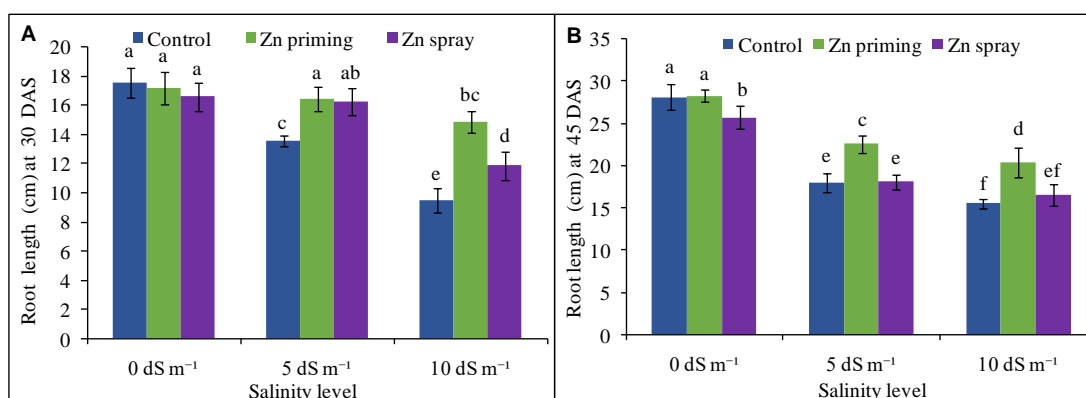 A
Control Zn priming Zn spray
Root length (cm) at 30 DAS
20
18
16
14
12
10
8
6
4
2
0
a a a
c a ab
e bc d
0 dS m⁻¹ 5 dS m⁻¹ 10 dS m⁻¹
Salinity level
B
Control Zn priming Zn spray
Root length (cm) at 45 DAS
35
30
25
20
15
10
5
0
a a b
e c e
f d ef
0 dS m⁻¹ 5 dS m⁻¹ 10 dS m⁻¹
Salinity level